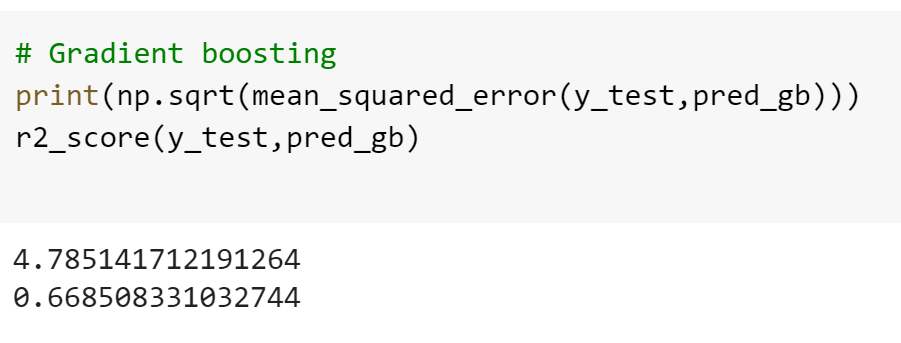 # Gradient boosting
print(np.sqrt(mean_squared_error(y_test,pred_gb)))
r2_score(y_test,pred_gb)
4.785141712191264
0.668508331032744